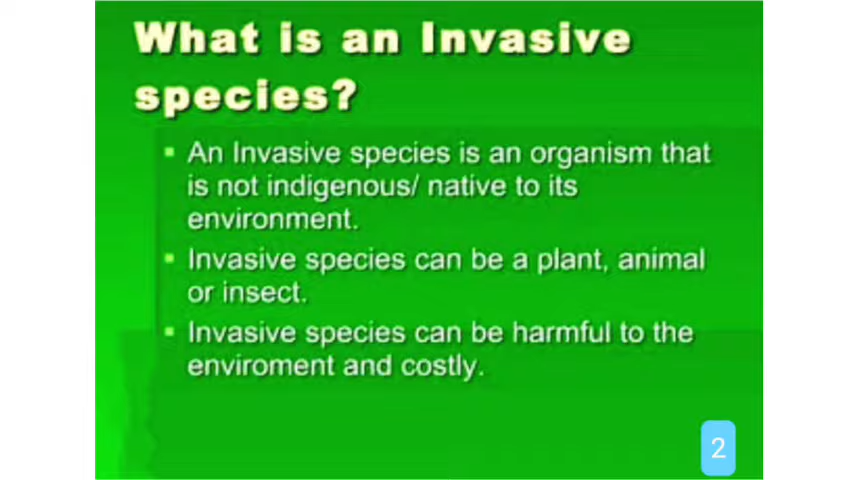 What is an Invasive
species?
▪ An Invasive species is an organism that
is not indigenous/ native to its
environment.
▪ Invasive species can be a plant, animal
or insect.
▪ Invasive species can be harmful to the
enviroment and costly.
2